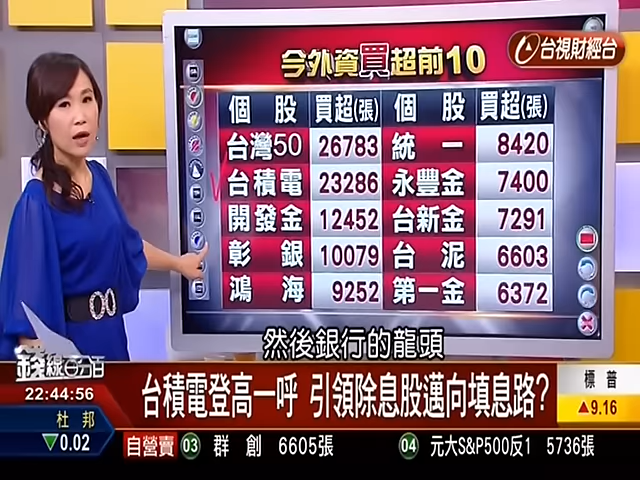 今外資買超前10
台視財經台
個股 買超(張) 個股 買超(張)
台灣50 26783 統一 8420
台積電 23286 永豐金 7400
開發金 12452 台新金 7291
彰銀 10079 台泥 6603
鴻海 9252 第一金 6372
然後銀行的龍頭
錢線百分百
22:44:56
台積電登高一呼 引領除息股邁向填息路?
標普
▲9.16
杜邦
▽0.02
自營賣 03 群創 6605張 04 元大S&P500反1 5736張